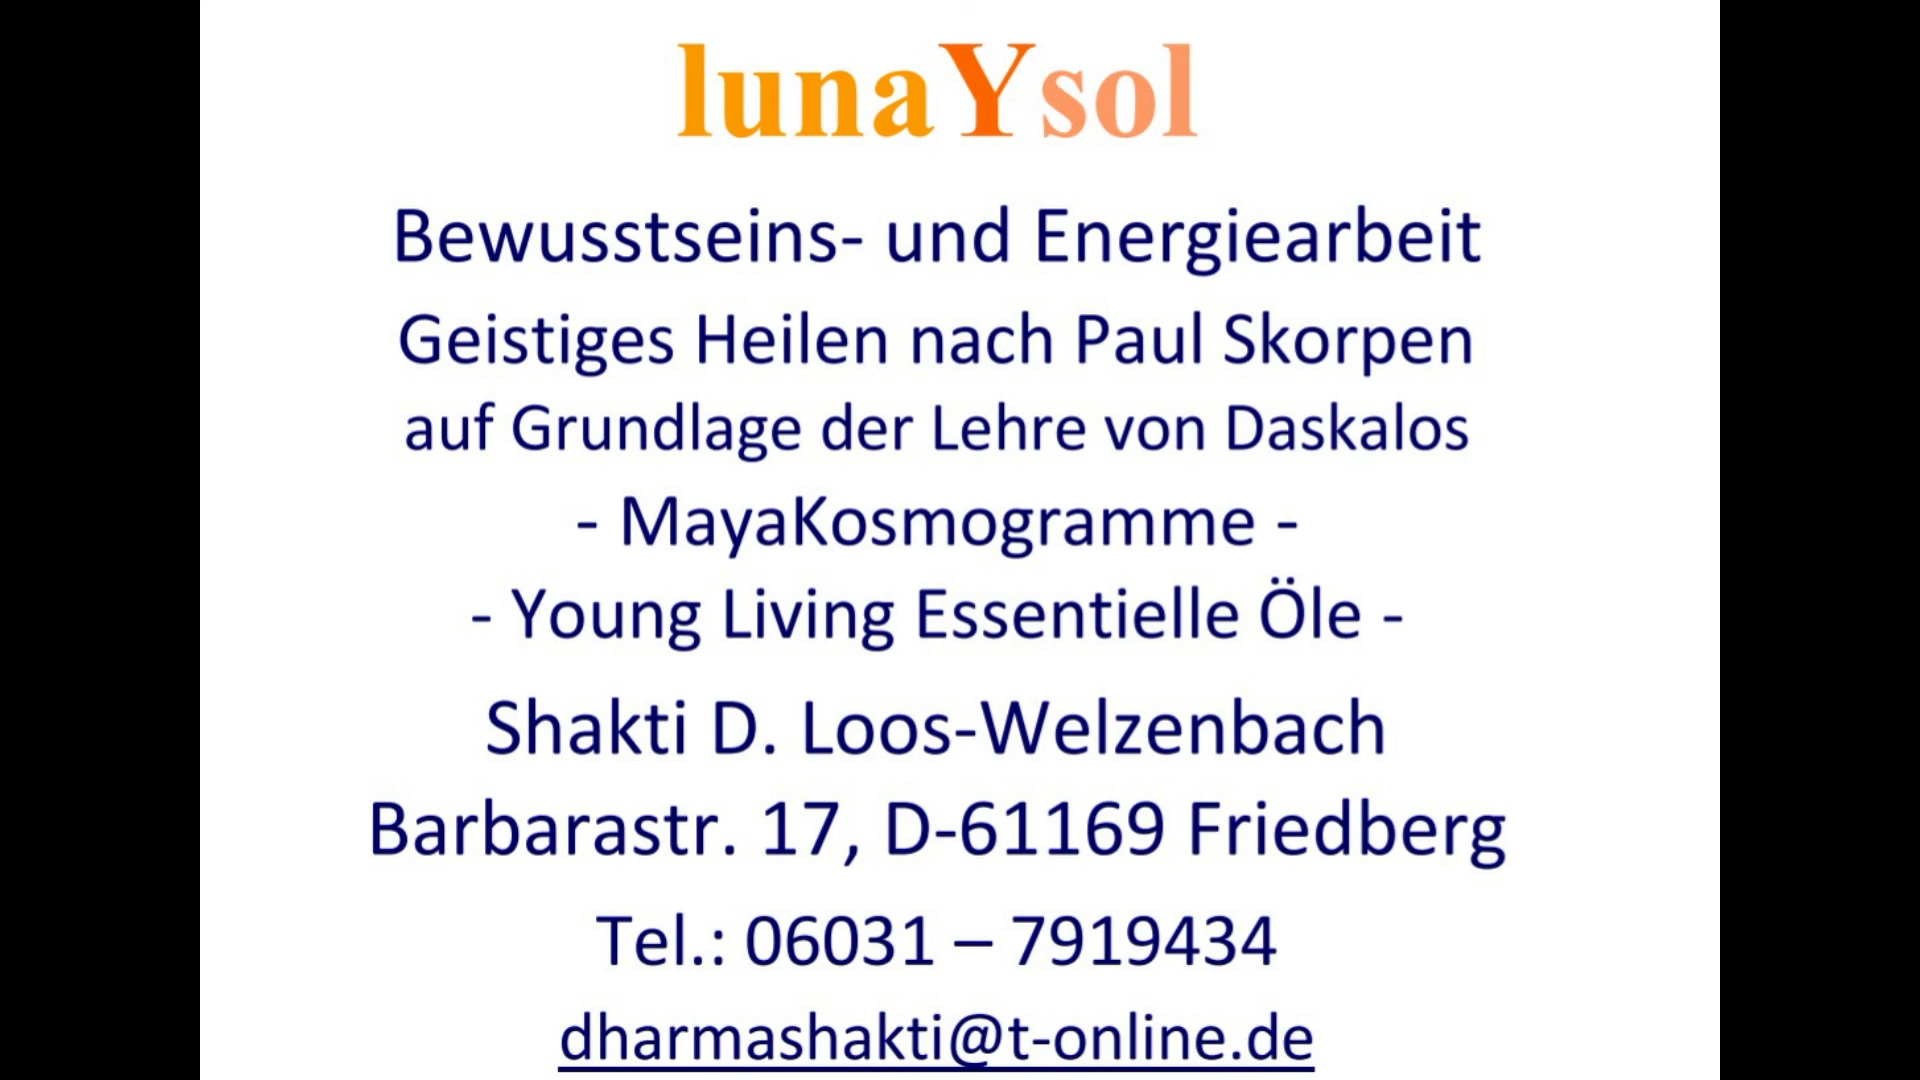 lunaYsol
Bewusstseins- und Energiearbeit
Geistiges Heilen nach Paul Skorpen
auf Grundlage der Lehre von Daskalos
- MayaKosmogramme -
- Young Living Essentielle Öle -
Shakti D. Loos-Welzenbach
Barbarastr. 17, D-61169 Friedberg
Tel.: 06031 – 7919434
dharmashakti@t-online.de